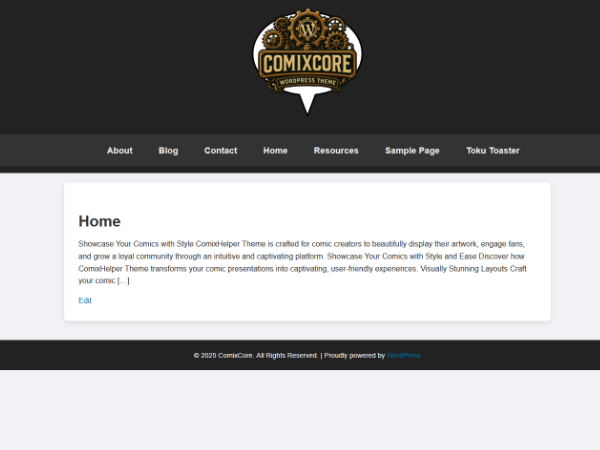 W
COMIXCORE
WORDPRESS THEME
About Blog Contact Home Resources Sample Page Toku Toaster
Home
Showcase Your Comics with Style ComixHelper Theme is crafted for comic creators to beautifully display their artwork, engage fans,
and grow a loyal community through an intuitive and captivating platform. Showcase Your Comics with Style and Ease Discover how
ComixHelper Theme transforms your comic presentations into captivating, user-friendly experiences. Visually Stunning Layouts Craft
your comic […]
Edit
© 2025 ComixCore. All Rights Reserved. | Proudly powered by WordPress